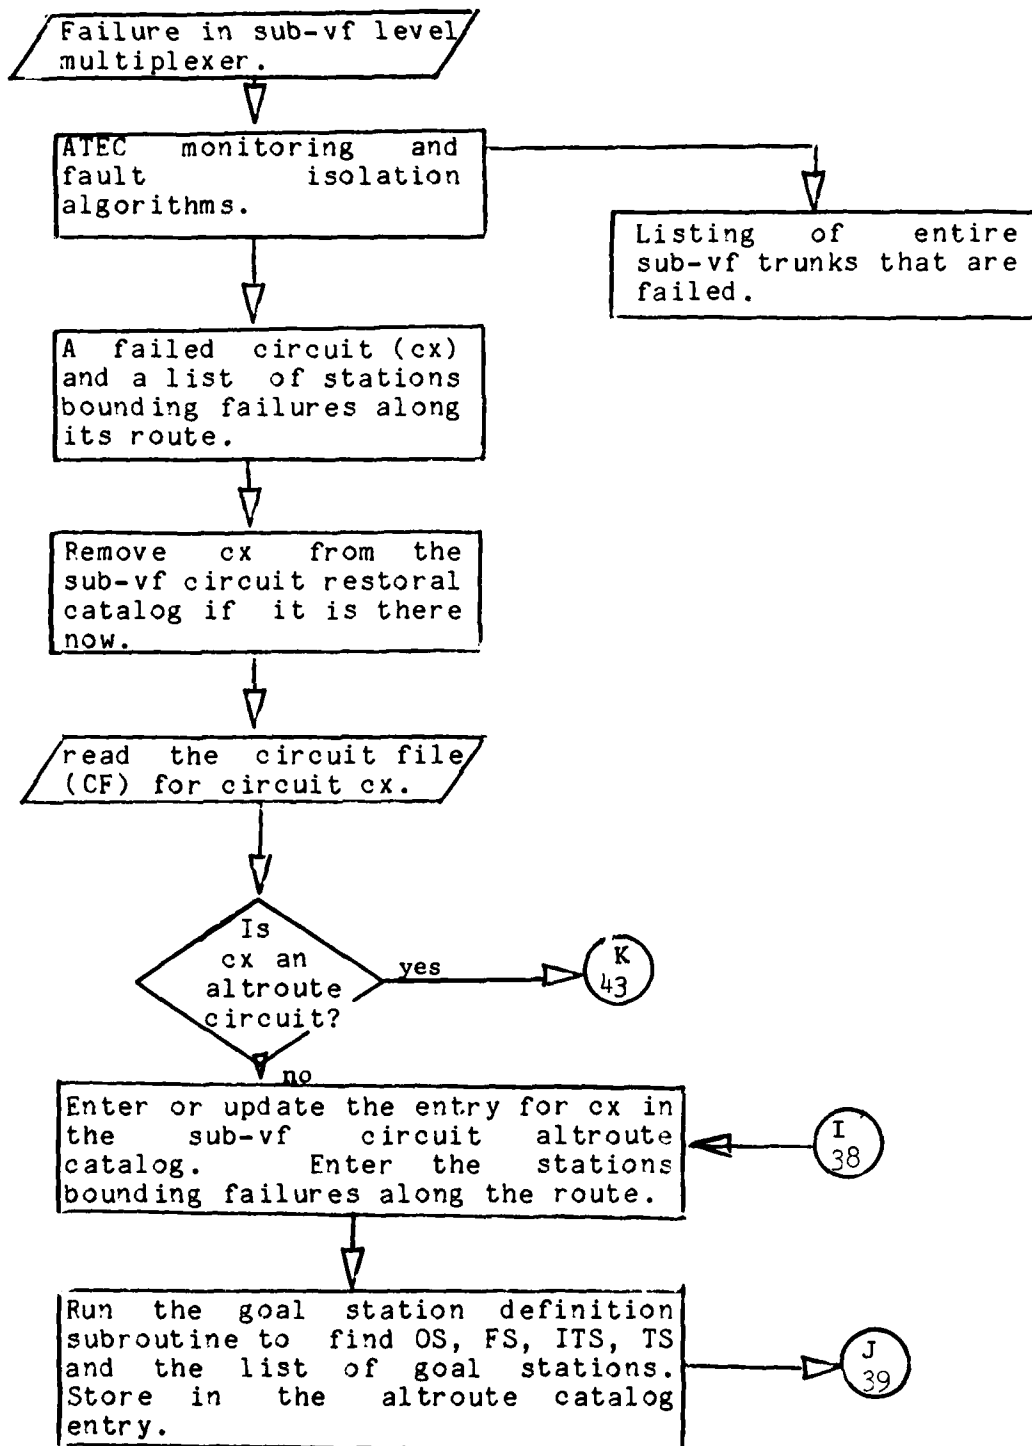 Failure in sub-vf level
multiplexer.
ATEC monitoring and
fault isolation
algorithms.
Listing of entire
sub-vf trunks that are
failed.
A failed circuit (cx)
and a list of stations
bounding failures along
its route.
Remove cx from the
sub-vf circuit restoral
catalog if it is there
now.
read the circuit file
(CF) for circuit cx.
Is
cx an
altroute
circuit?
yes
K
43
no
Enter or update the entry for cx in
the sub-vf circuit altroute
catalog. Enter the stations
bounding failures along the route.
I
38
Run the goal station definition
subroutine to find OS, FS, ITS, TS
and the list of goal stations.
Store in the altroute catalog
entry.
J
39